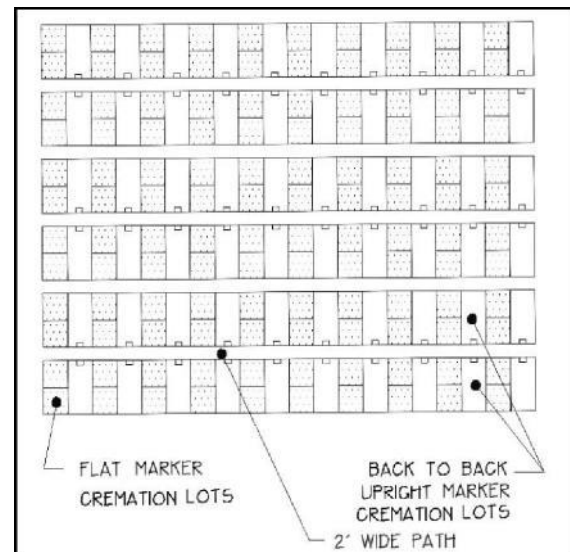 FLAT MARKER
CREMATION LOTS
BACK TO BACK
UPRIGHT MARKER
CREMATION LOTS
2' WIDE PATH